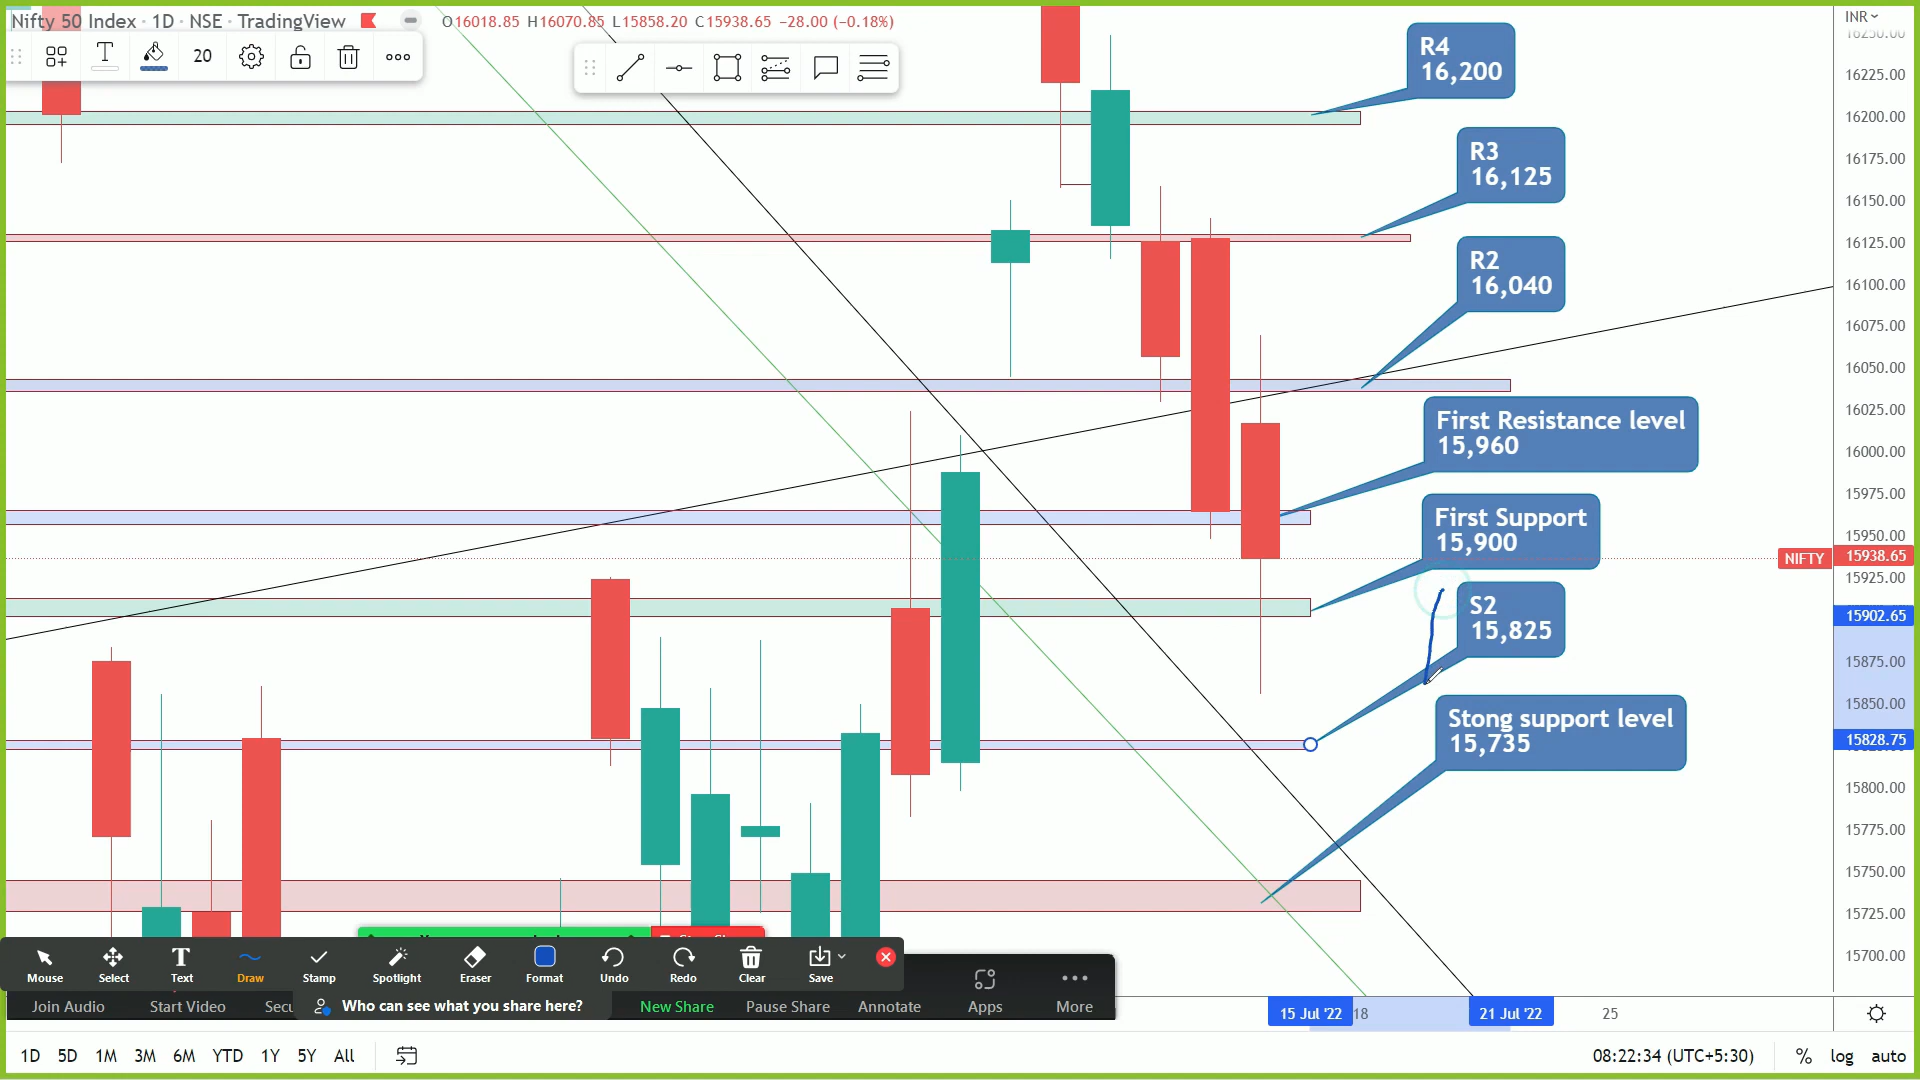 Nifty 50 Index · 1D · NSE · TradingView
O16018.85 H16070.85 L15858.20 C15938.65 −28.00 (−0.18%)
INR
20
16250.00
16225.00
16200.00
16175.00
16150.00
16125.00
16100.00
16075.00
16050.00
16025.00
16000.00
15975.00
15950.00
NIFTY 15938.65
15925.00
15902.65
15875.00
15850.00
15828.75
15800.00
15775.00
15750.00
15725.00
15700.00
R4
16,200
R3
16,125
R2
16,040
First Resistance level
15,960
First Support
15,900
S2
15,825
Stong support level
15,735
Mouse Select Text Draw Stamp Spotlight Eraser Format Undo Redo Clear Save
Join Audio Start Video Secu Who can see what you share here? New Share Pause Share Annotate Apps More
15 Jul '22 18 21 Jul '22 25
1D 5D 1M 3M 6M YTD 1Y 5Y All
08:22:34 (UTC+5:30) % log auto